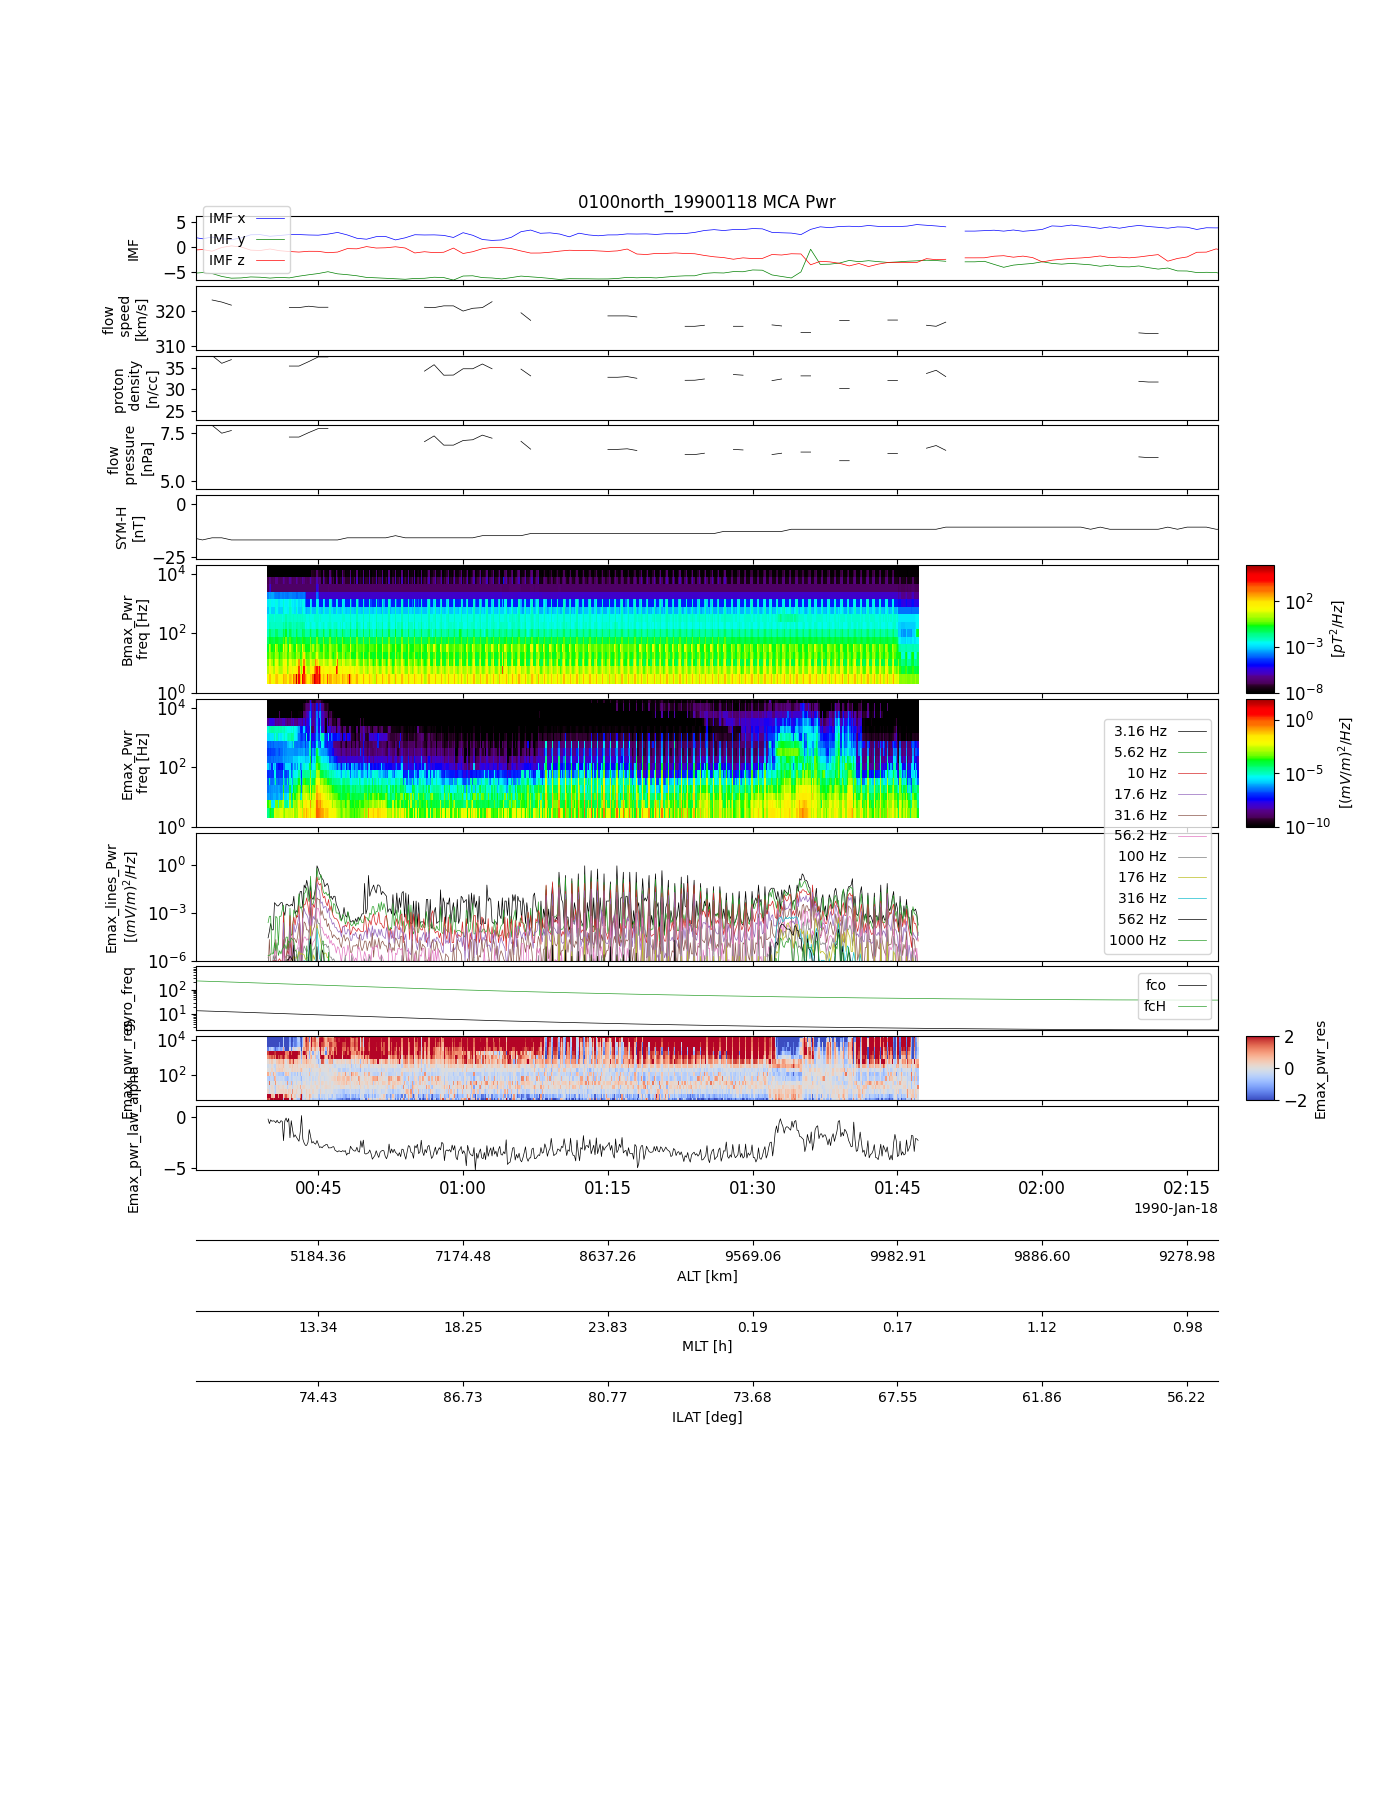 0100north_19900118 MCA Pwr
IMF
5
0
−5
IMF x
IMF y
IMF z
flow
speed
[km/s]
320
310
proton
density
[n/cc]
35
30
25
flow
pressure
[nPa]
7.5
5.0
SYM-H
[nT]
0
−25
Bmax_Pwr
freq [Hz]
10^4
10^2
10^0
10^2
10^−3
10^−8
[pT^2/Hz]
Emax_Pwr
freq [Hz]
10^4
10^2
10^0
10^0
10^−5
10^−10
[(mV/m)^2/Hz]
Emax_lines_Pwr
[(mV/m)^2/Hz]
10^0
10^−3
10^−6
3.16 Hz
5.62 Hz
10 Hz
17.6 Hz
31.6 Hz
56.2 Hz
100 Hz
176 Hz
316 Hz
562 Hz
1000 Hz
gyro_freq
10^2
10^1
fco
fcH
Emax_pwr_res
10^4
10^2
2
0
−2
Emax_pwr_res
Emax_pwr_law_alpha
0
−5
00:45 01:00 01:15 01:30 01:45 02:00 02:15
1990-Jan-18
5184.36 7174.48 8637.26 9569.06 9982.91 9886.60 9278.98
ALT [km]
13.34 18.25 23.83 0.19 0.17 1.12 0.98
MLT [h]
74.43 86.73 80.77 73.68 67.55 61.86 56.22
ILAT [deg]